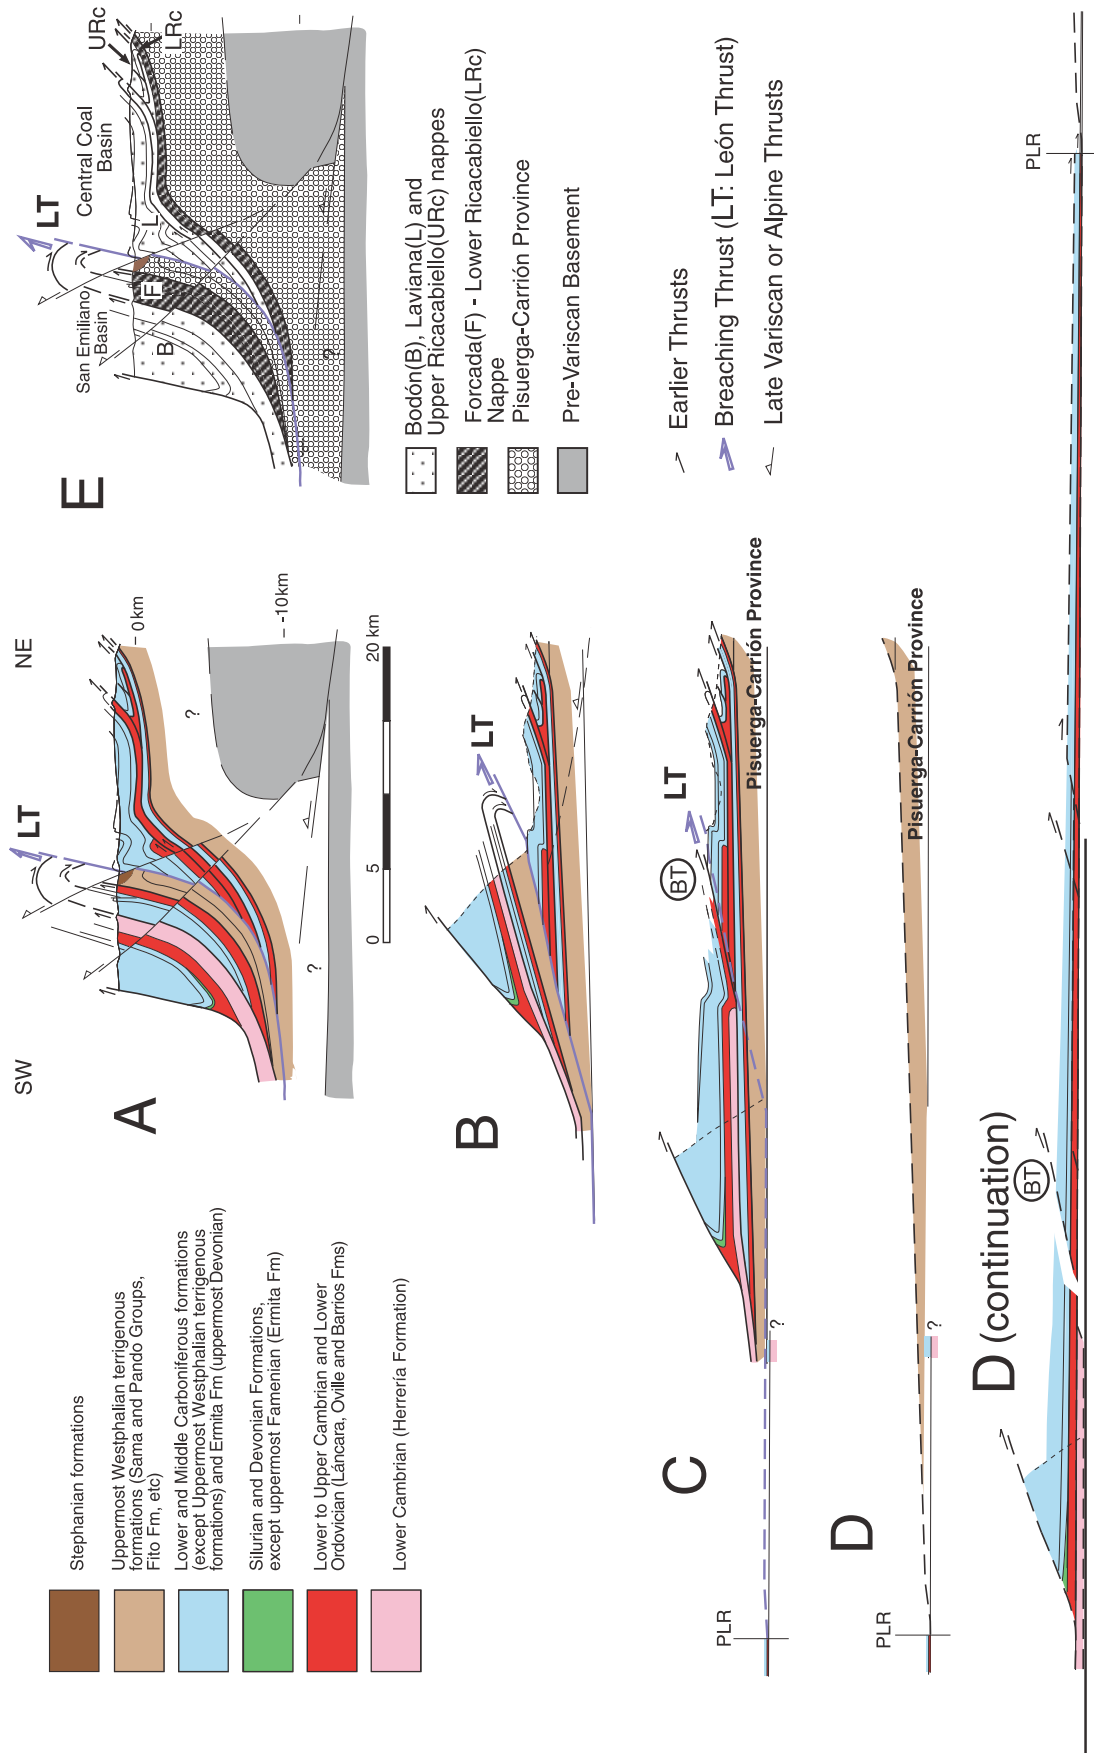 SW
NE
A
LT
0 km
-10km
?
?
0
5
20 km
B
LT
C
BT
LT
Pisuerga-Carrión Province
PLR
?
D
Pisuerga-Carrión Province
PLR
?
D (continuation)
BT
PLR
E
San Emiliano
Basin
LT
Central Coal
Basin
URc
LRc
B
F
L
?
Stephanian formations
Uppermost Westphalian terrigenous
formations (Sama and Pando Groups,
Fito Fm, etc)
Lower and Middle Carboniferous formations
(except Uppermost Westphalian terrigenous
formations) and Ermita Fm (uppermost Devonian)
Silurian and Devonian Formations,
except uppermost Famenian (Ermita Fm)
Lower to Upper Cambrian and Lower
Ordovician (Láncara, Oville and Barrios Fms)
Lower Cambrian (Herrería Formation)
Bodón(B), Laviana(L) and
Upper Ricacabiello(URc) nappes
Forcada(F) - Lower Ricacabiello(LRc)
Nappe
Pisuerga-Carrión Province
Pre-Variscan Basement
Earlier Thrusts
Breaching Thrust (LT: León Thrust)
Late Variscan or Alpine Thrusts